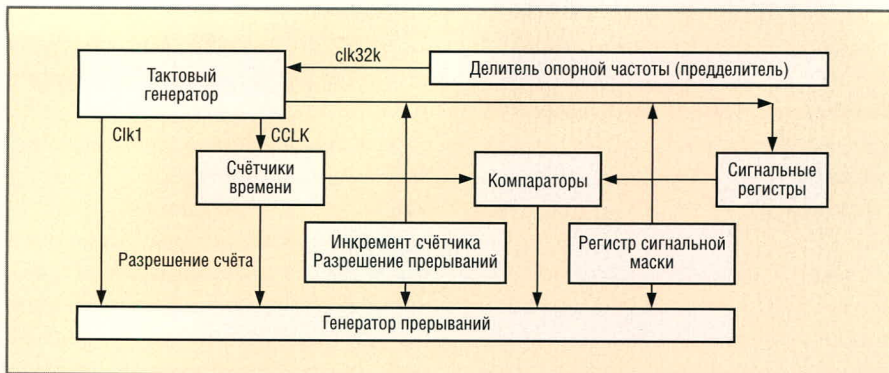 clk32k
Тактовый
генератор
Делитель опорной частоты (предделитель)
Clk1
CCLK
Счётчики
времени
Компараторы
Сигнальные
регистры
Инкремент счётчика
Разрешение прерываний
Регистр сигнальной
маски
Разрешение счёта
Генератор прерываний